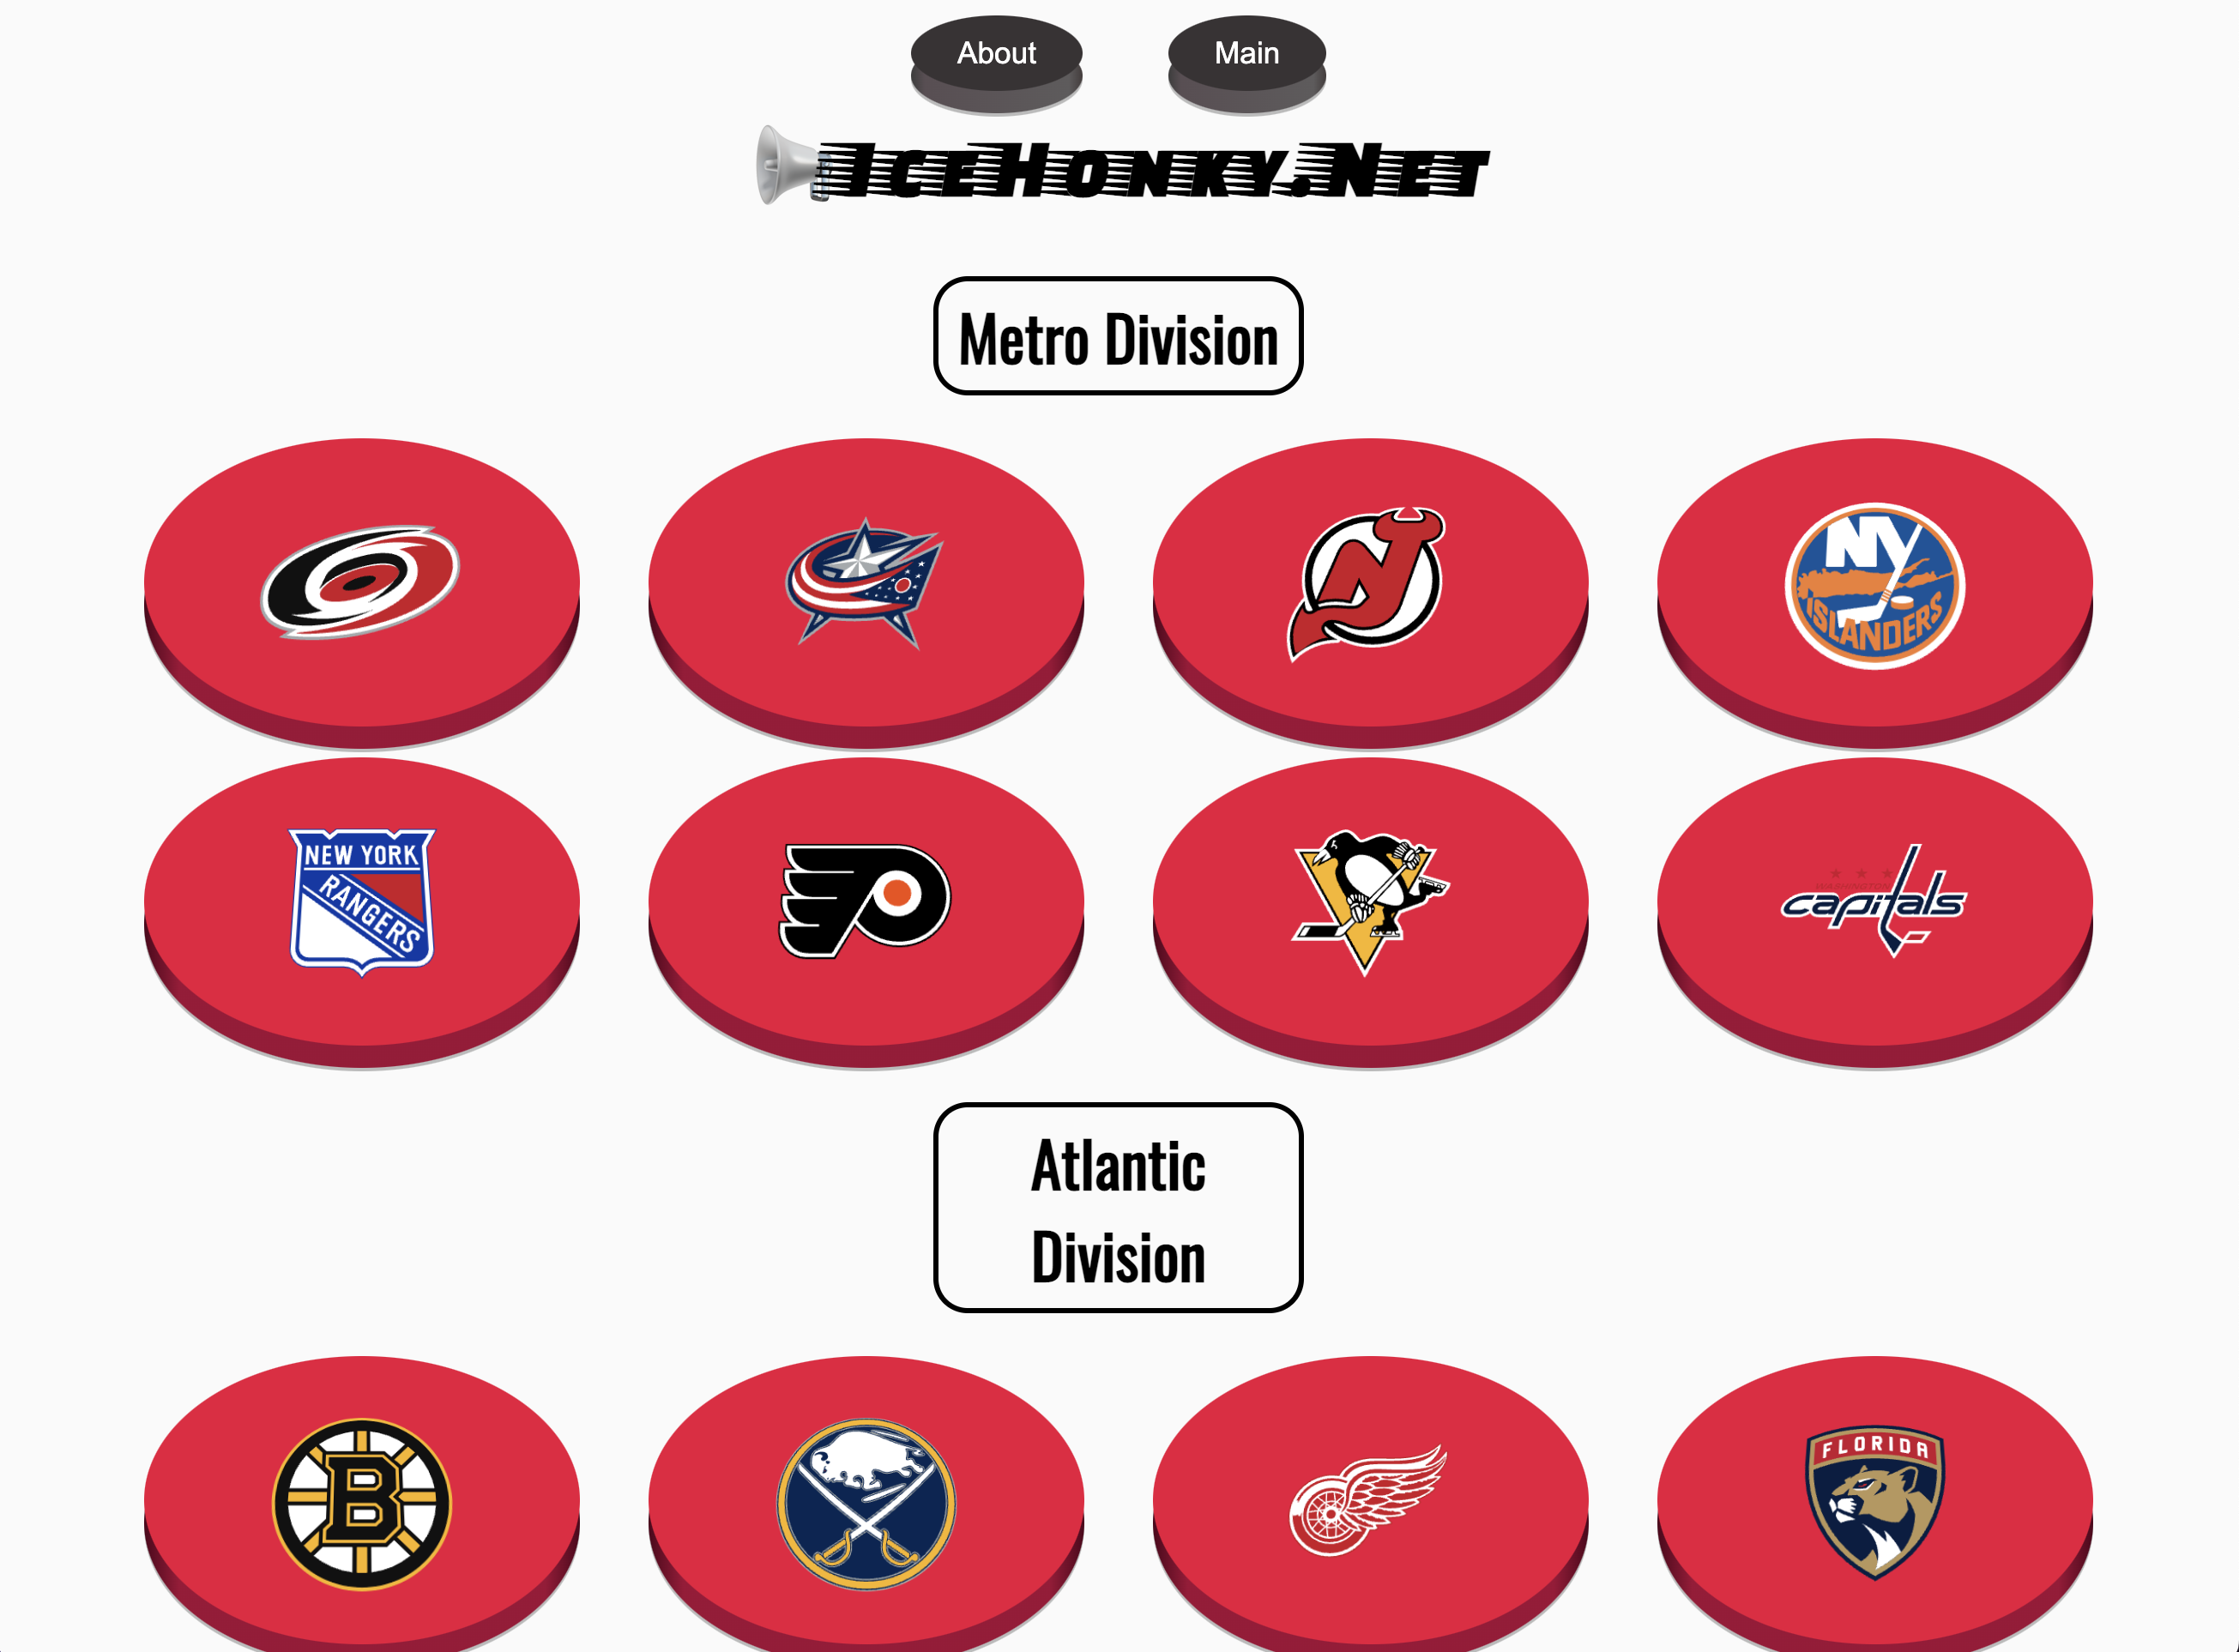 About
Main
IceHonky.Net
Metro Division
NY
ISLANDERS
NEW YORK
RANGERS
capitals
Atlantic
Division
B
FLORIDA